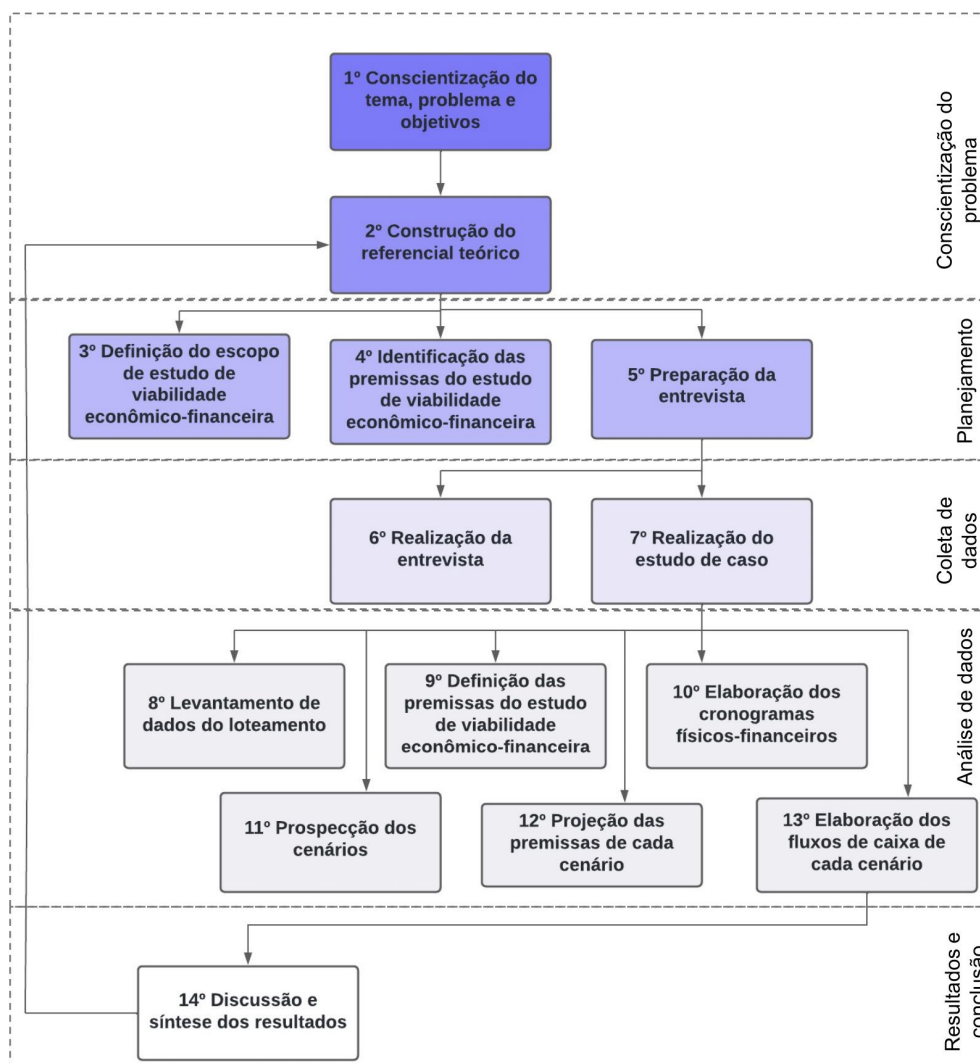 1º Conscientização do
tema, problema e
objetivos
2º Construção do
referencial teórico
Conscientização do
problema
3º Definição do escopo
de estudo de
viabilidade
econômico-financeira
4º Identificação das
premissas do estudo
de viabilidade
econômico-financeira
5º Preparação da
entrevista
Planejamento
6º Realização da
entrevista
7º Realização do
estudo de caso
Coleta de
dados
8º Levantamento de
dados do loteamento
9º Definição das
premissas do estudo
de viabilidade
econômico-financeira
10º Elaboração dos
cronogramas
físicos-financeiros
11º Prospecção dos
cenários
12º Projeção das
premissas de cada
cenário
13º Elaboração dos
fluxos de caixa de
cada cenário
Análise de dados
14º Discussão e
síntese dos resultados
Resultados e
conclusão